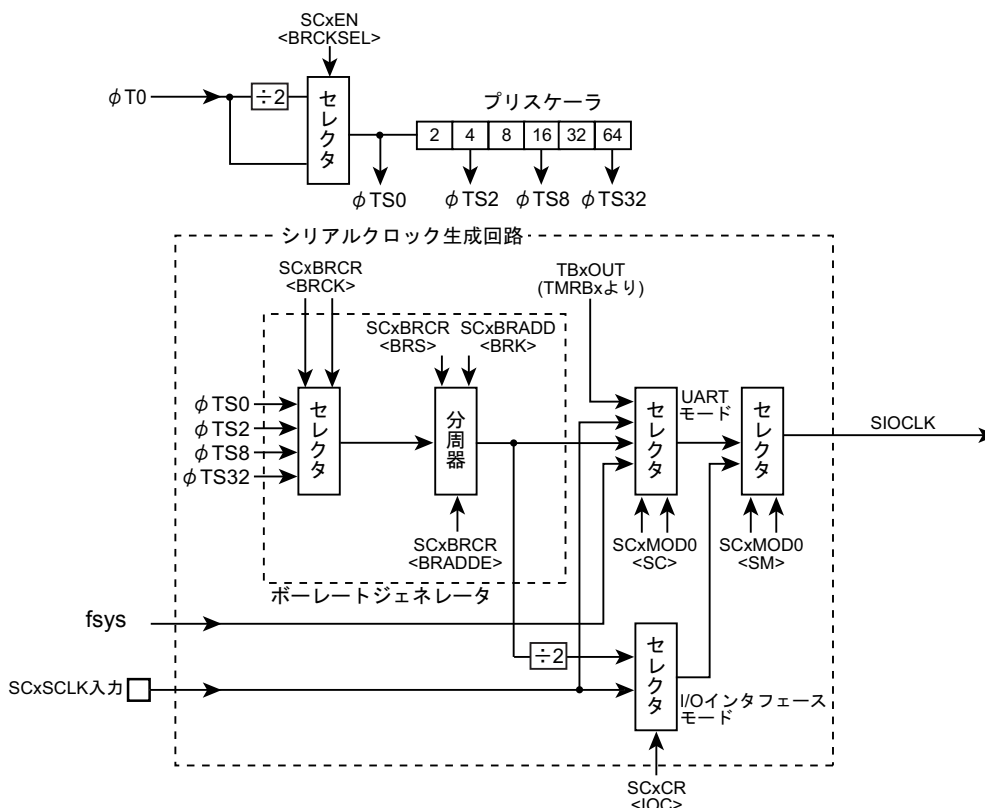 SCxEN
<BRCKSEL>
φT0
÷2
セレクタ
プリスケーラ
2 4 8 16 32 64
φTS0
φTS2
φTS8
φTS32
シリアルクロック生成回路
SCxBRCR
<BRCK>
TBxOUT
(TMRBxより)
SCxBRCR
<BRS>
SCxBRADD
<BRK>
φTS0
φTS2
φTS8
φTS32
セレクタ
分周器
セレクタ
UART
モード
セレクタ
SIOCLK
SCxBRCR
<BRADDE>
SCxMOD0
<SC>
SCxMOD0
<SM>
ボーレートジェネレータ
fsys
÷2
セレクタ
SCxSCLK入力
I/Oインタフェース
モード
SCxCR
<IOC>